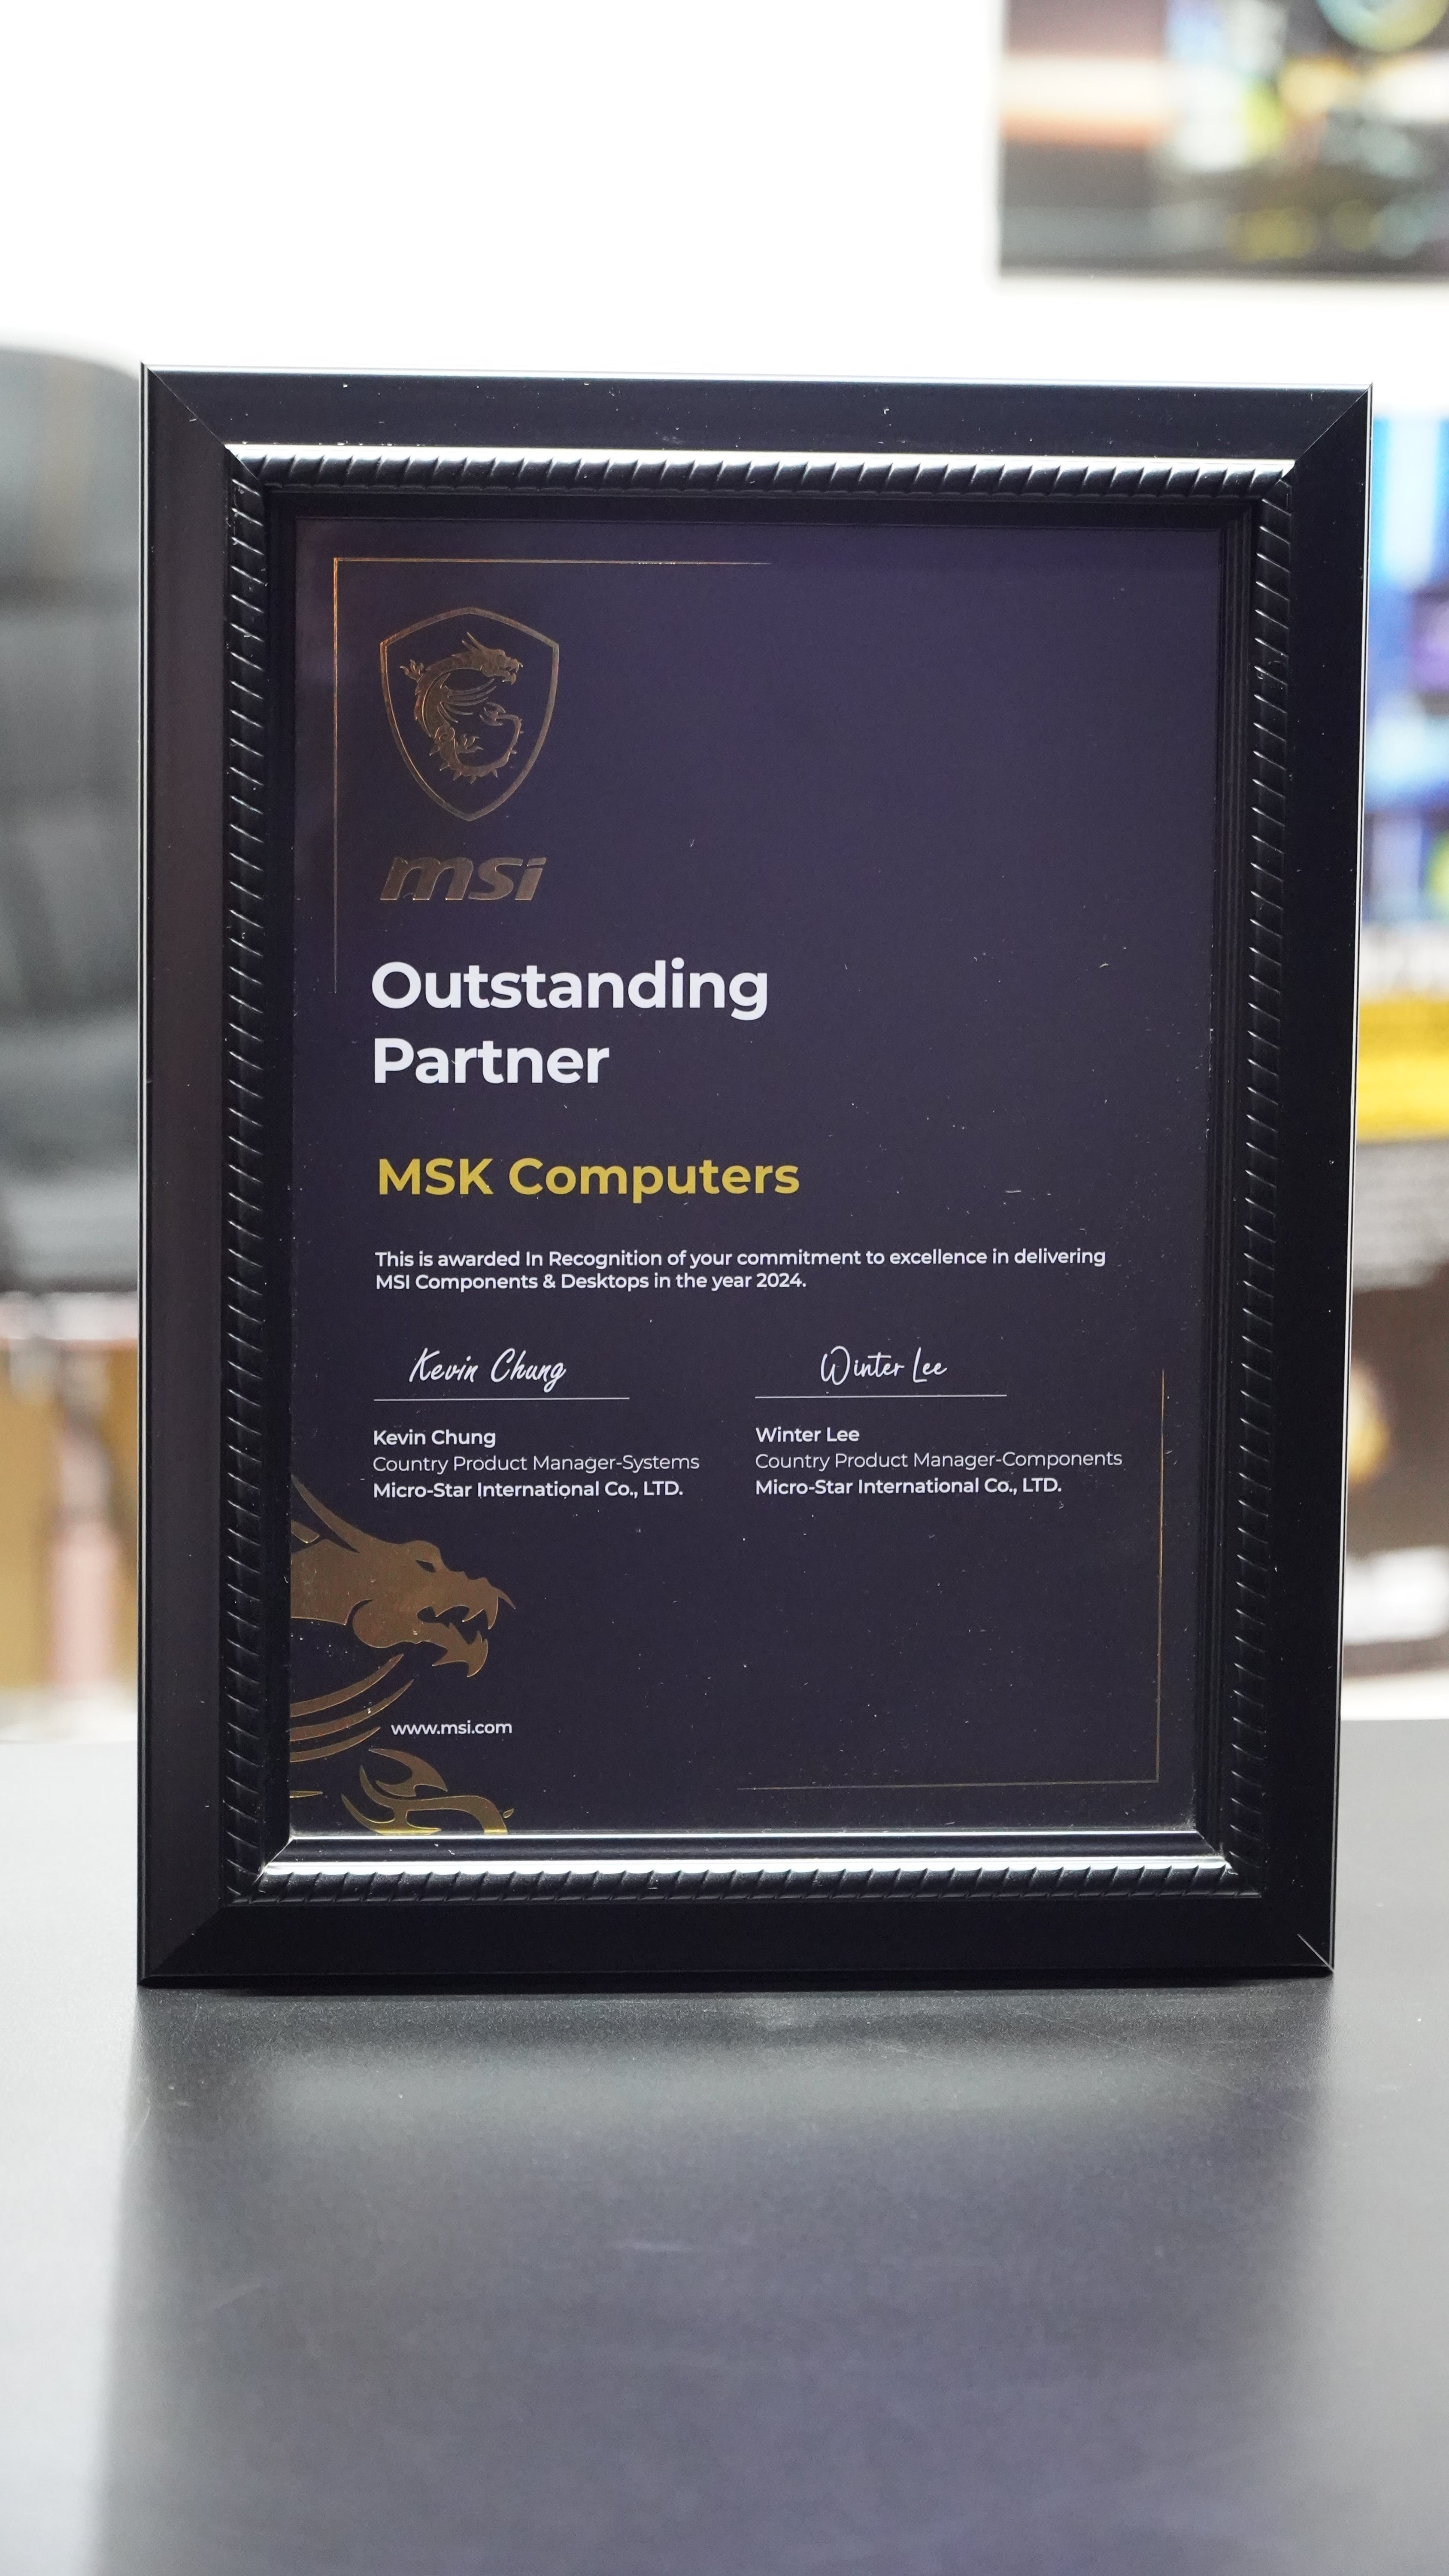 msi
Outstanding
Partner
MSK Computers
This is awarded In Recognition of your commitment to excellence in delivering
MSI Components & Desktops in the year 2024.
Kevin Chung
Winter Lee
Kevin Chung
Country Product Manager-Systems
Micro-Star International Co., LTD.
Winter Lee
Country Product Manager-Components
Micro-Star International Co., LTD.
www.msi.com